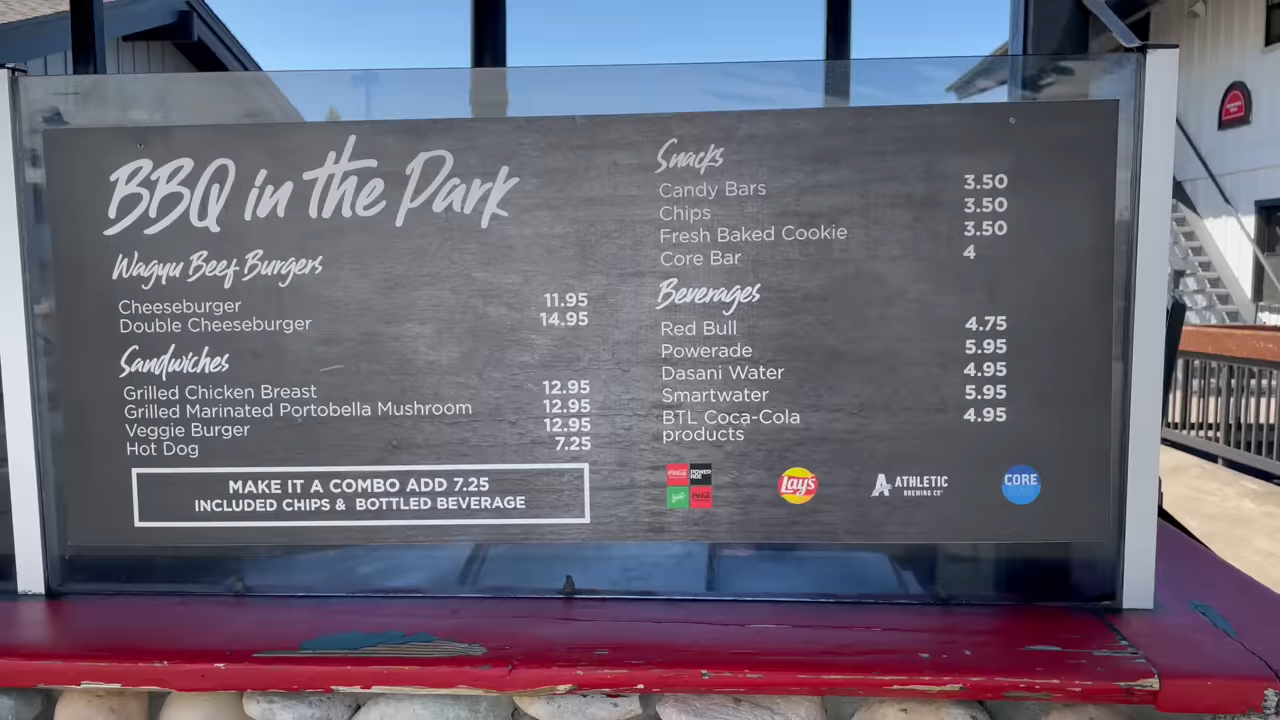 BBQ in the Park
Wagyu Beef Burgers
Cheeseburger 11.95
Double Cheeseburger 14.95
Sandwiches
Grilled Chicken Breast 12.95
Grilled Marinated Portobella Mushroom 12.95
Veggie Burger 12.95
Hot Dog 7.25
MAKE IT A COMBO ADD 7.25
INCLUDED CHIPS & BOTTLED BEVERAGE
Snacks
Candy Bars 3.50
Chips 3.50
Fresh Baked Cookie 3.50
Core Bar 4
Beverages
Red Bull 4.75
Powerade 5.95
Dasani Water 4.95
Smartwater 5.95
BTL Coca-Cola 4.95
products
Coca-Cola POWERADE
Sprite Coca-Cola
Lay's
ATHLETIC
BREWING Cº
CORE